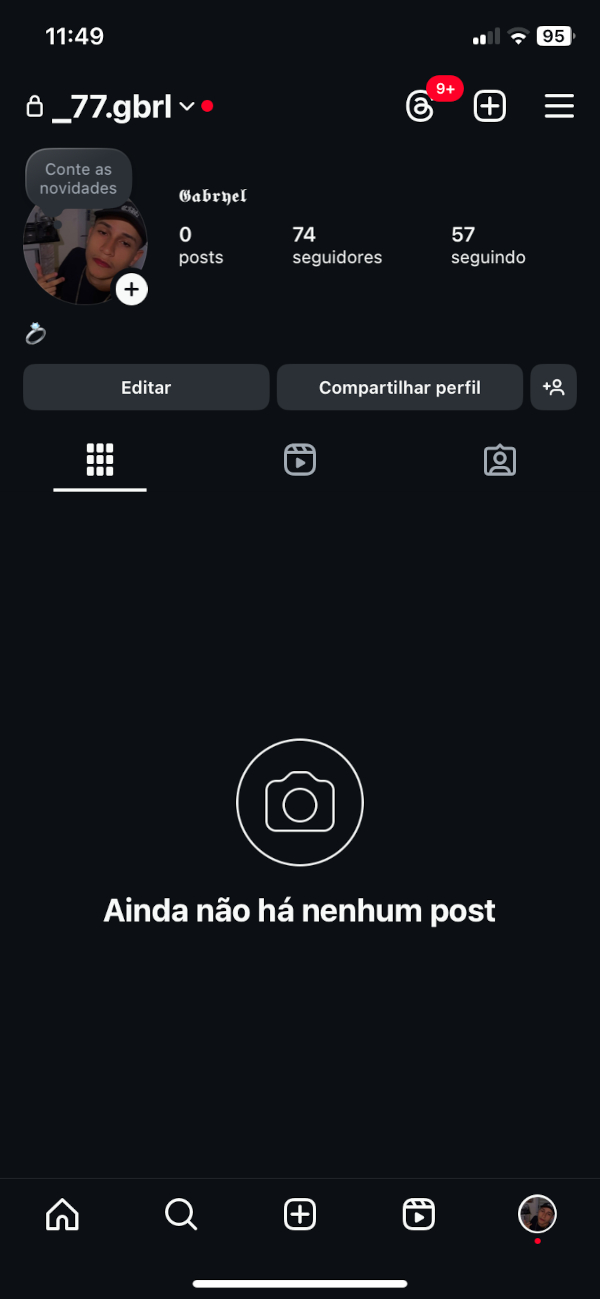 11:49
95
_77.gbrl
9+
Conte as
novidades
𝕲𝖆𝖇𝖗𝖞𝖊𝖑
0
74
57
posts
seguidores
seguindo
Editar
Compartilhar perfil
Ainda não há nenhum post